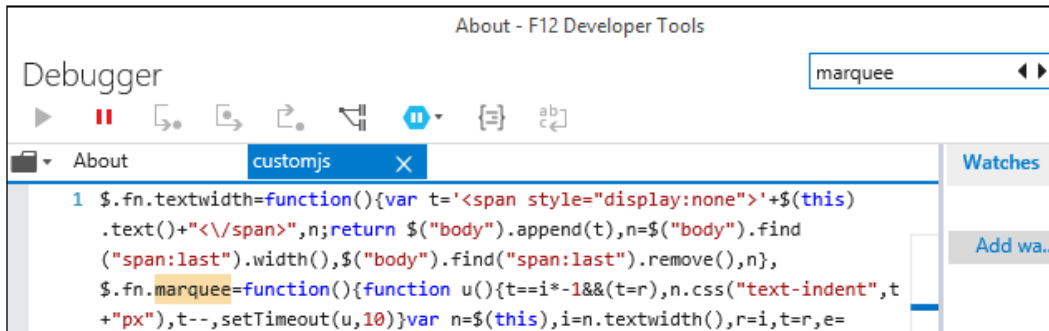 About - F12 Developer Tools
Debugger
marquee
About
customjs
Watches
1 $.fn.textwidth=function(){var t='<span style="display:none">'+$(this)
.text()+"<\/span>",n;return $("body").append(t),n=$("body").find
("span:last").width(),$("body").find("span:last").remove(),n},
$.fn.marquee=function(){function u(){t==i*-1&&(t=r),n.css("text-indent",t
+"px"),t--,setTimeout(u,10)}var n=$(this),i=n.textwidth(),r=i,t=r,e=
Add wa..